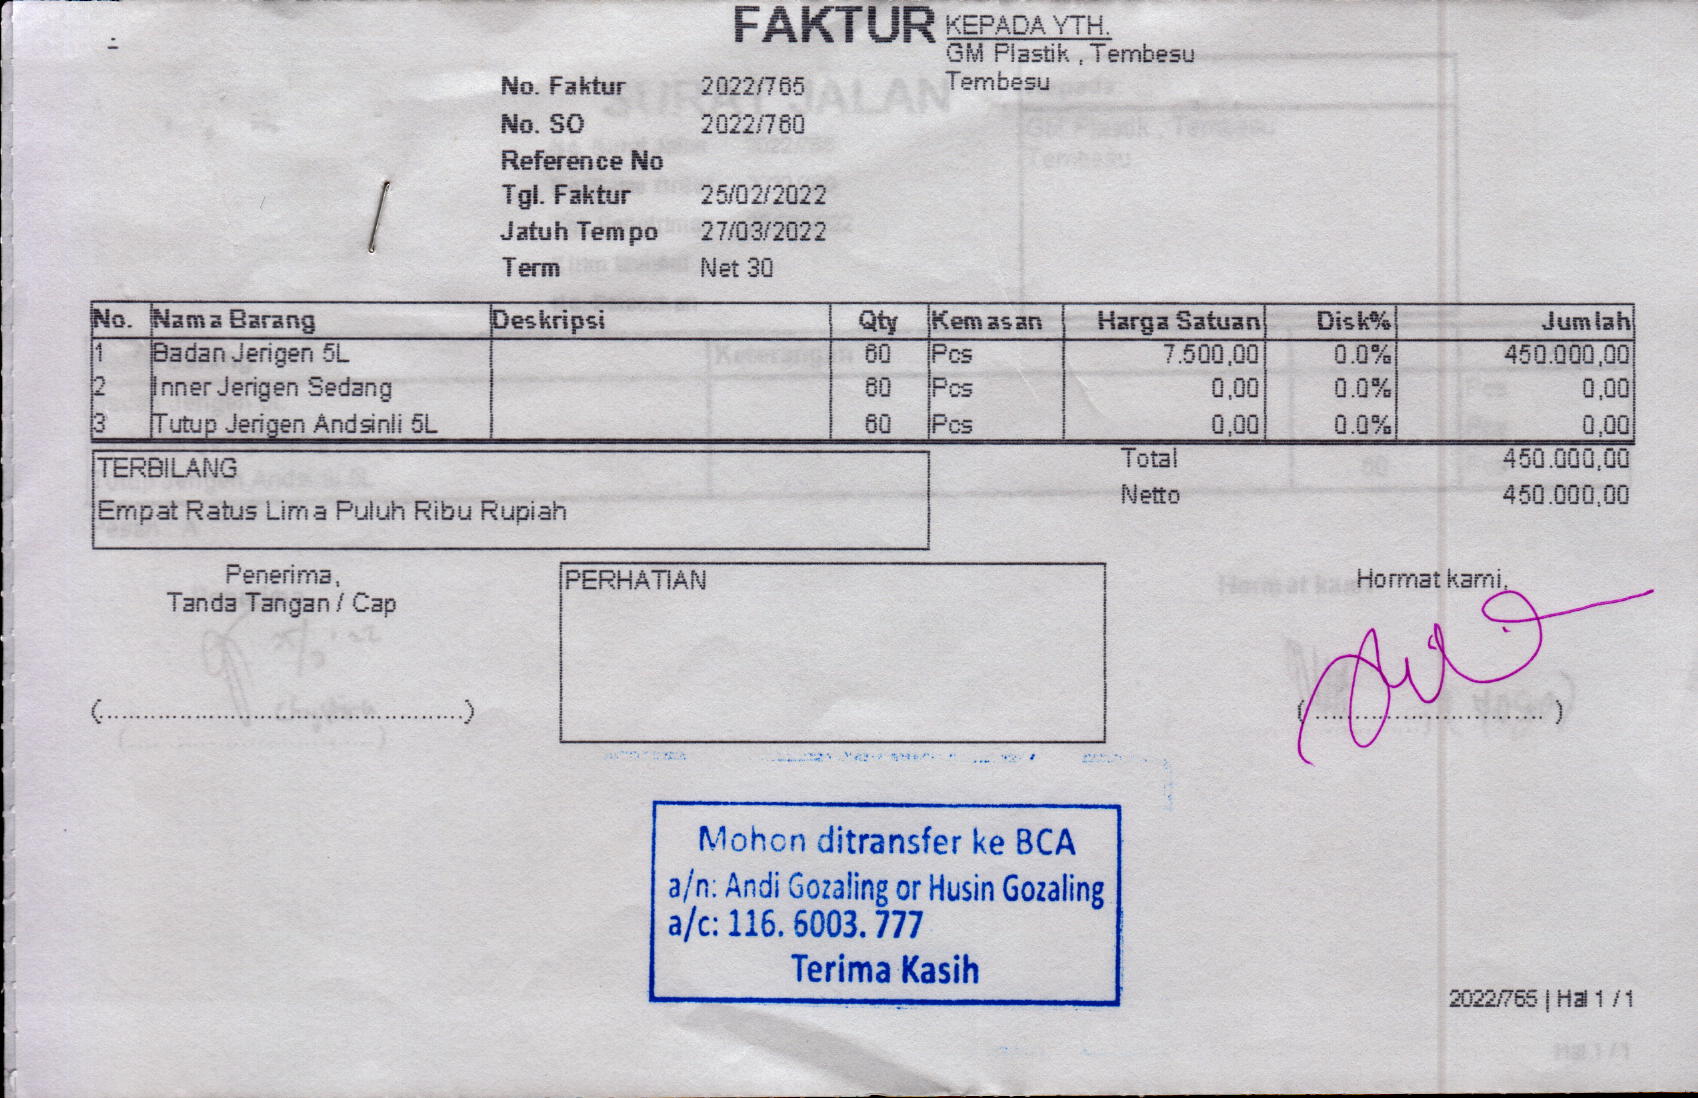 FAKTUR
KEPADA YTH.
GM Plastik , Tembesu
Tembesu
No. Faktur 2022/765
No. SO 2022/760
Reference No
Tgl. Faktur 25/02/2022
Jatuh Tempo 27/03/2022
Term Net 30
No. Nama Barang Deskripsi Qty Kemasan Harga Satuan Disk% Jumlah
1 Badan Jerigen 5L 60 Pcs 7.500,00 0.0% 450.000,00
2 Inner Jerigen Sedang 60 Pcs 0,00 0.0% 0,00
3 Tutup Jerigen Andsinli 5L 60 Pcs 0,00 0.0% 0,00
Total 450.000,00
Netto 450.000,00
TERBILANG
Empat Ratus Lima Puluh Ribu Rupiah
Penerima,
Tanda Tangan / Cap
PERHATIAN
Hormat kami,
(..........................................)
( ............................ )
Mohon ditransfer ke BCA
a/n: Andi Gozaling or Husin Gozaling
a/c: 116. 6003. 777
Terima Kasih
2022/765 | Hal 1 / 1